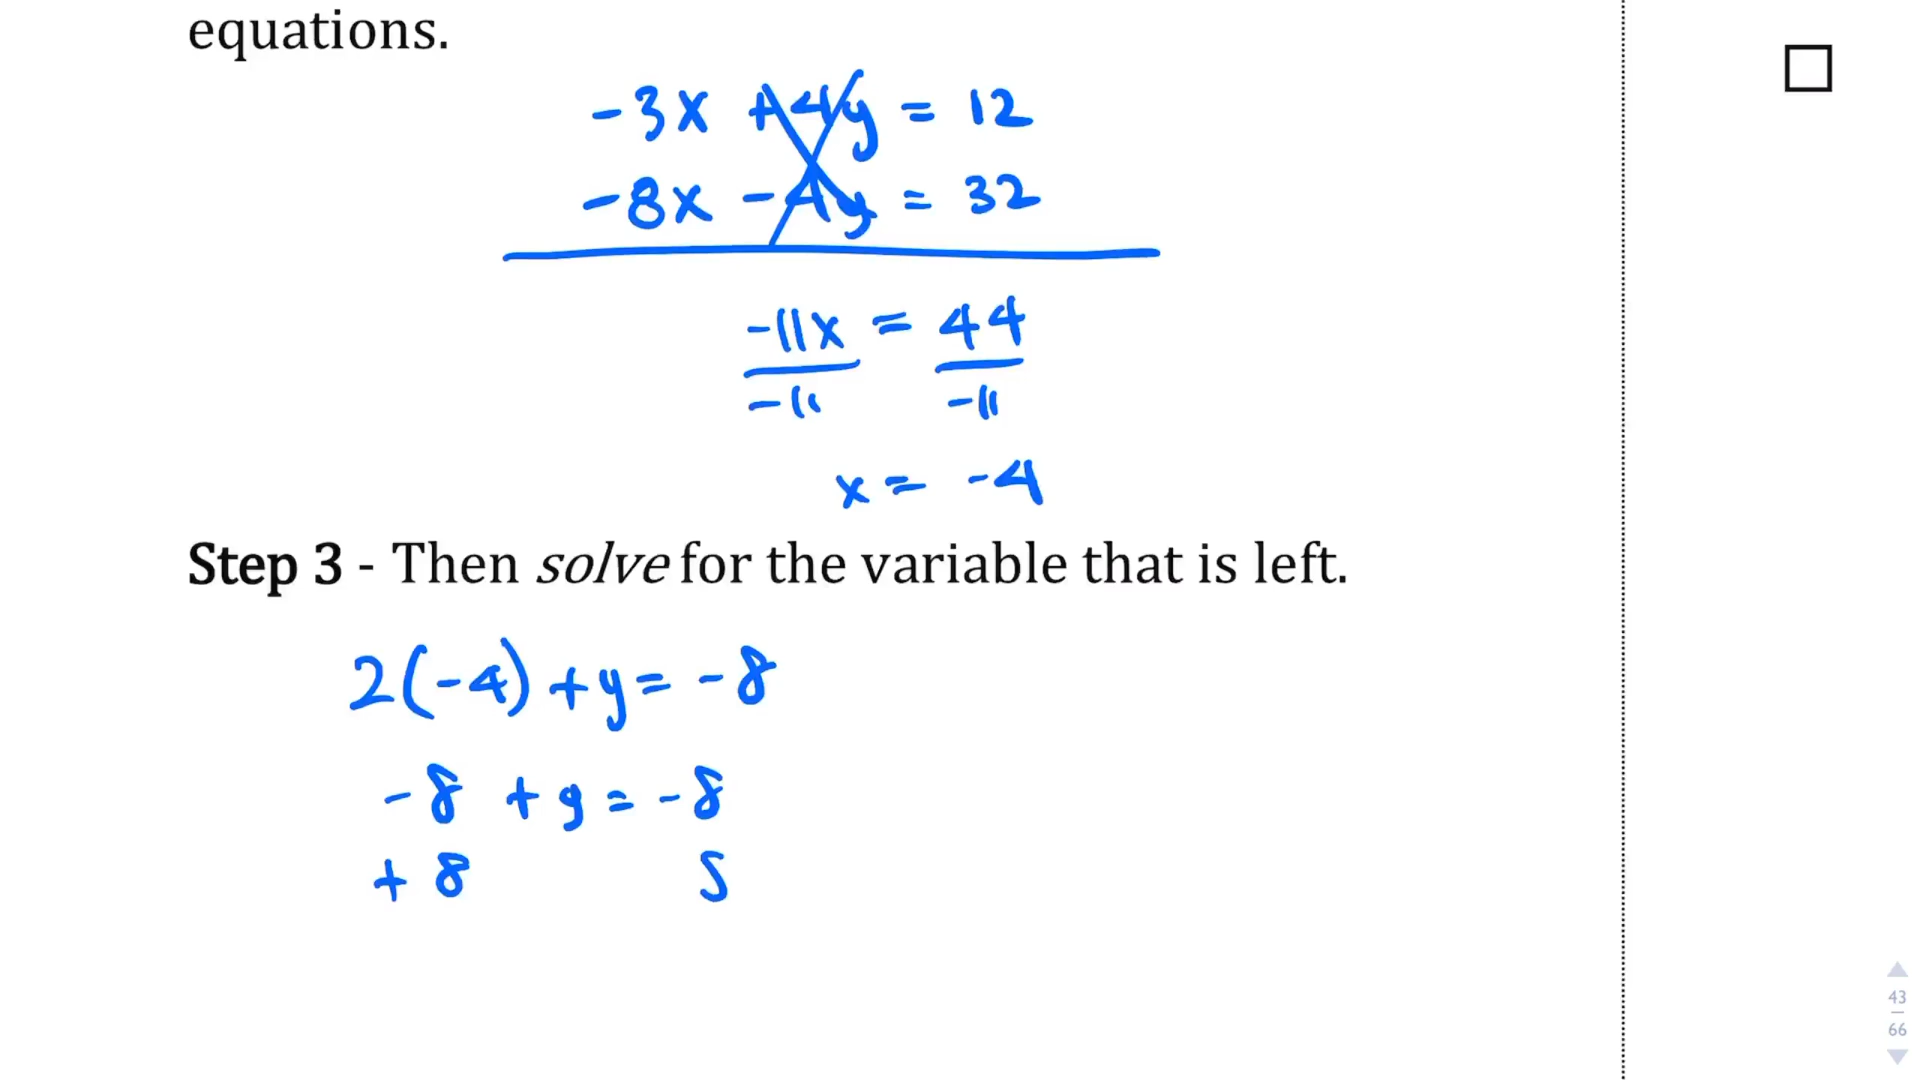 equations.
-3x +4y = 12
-8x -4y = 32
-11x = 44
-11 -11
x = -4
Step 3 - Then solve for the variable that is left.
2(-4) + y = -8
-8 + y = -8
+ 8
43
66